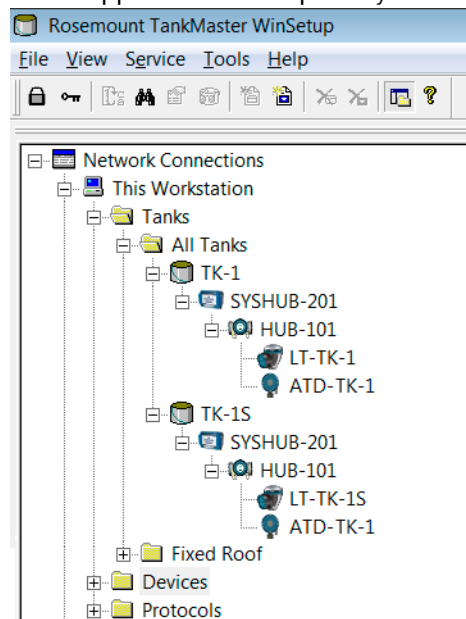 Rosemount TankMaster WinSetup
File View Service Tools Help
Network Connections
This Workstation
Tanks
All Tanks
TK-1
SYSHUB-201
HUB-101
LT-TK-1
ATD-TK-1
TK-1S
SYSHUB-201
HUB-101
LT-TK-1S
ATD-TK-1
Fixed Roof
Devices
Protocols